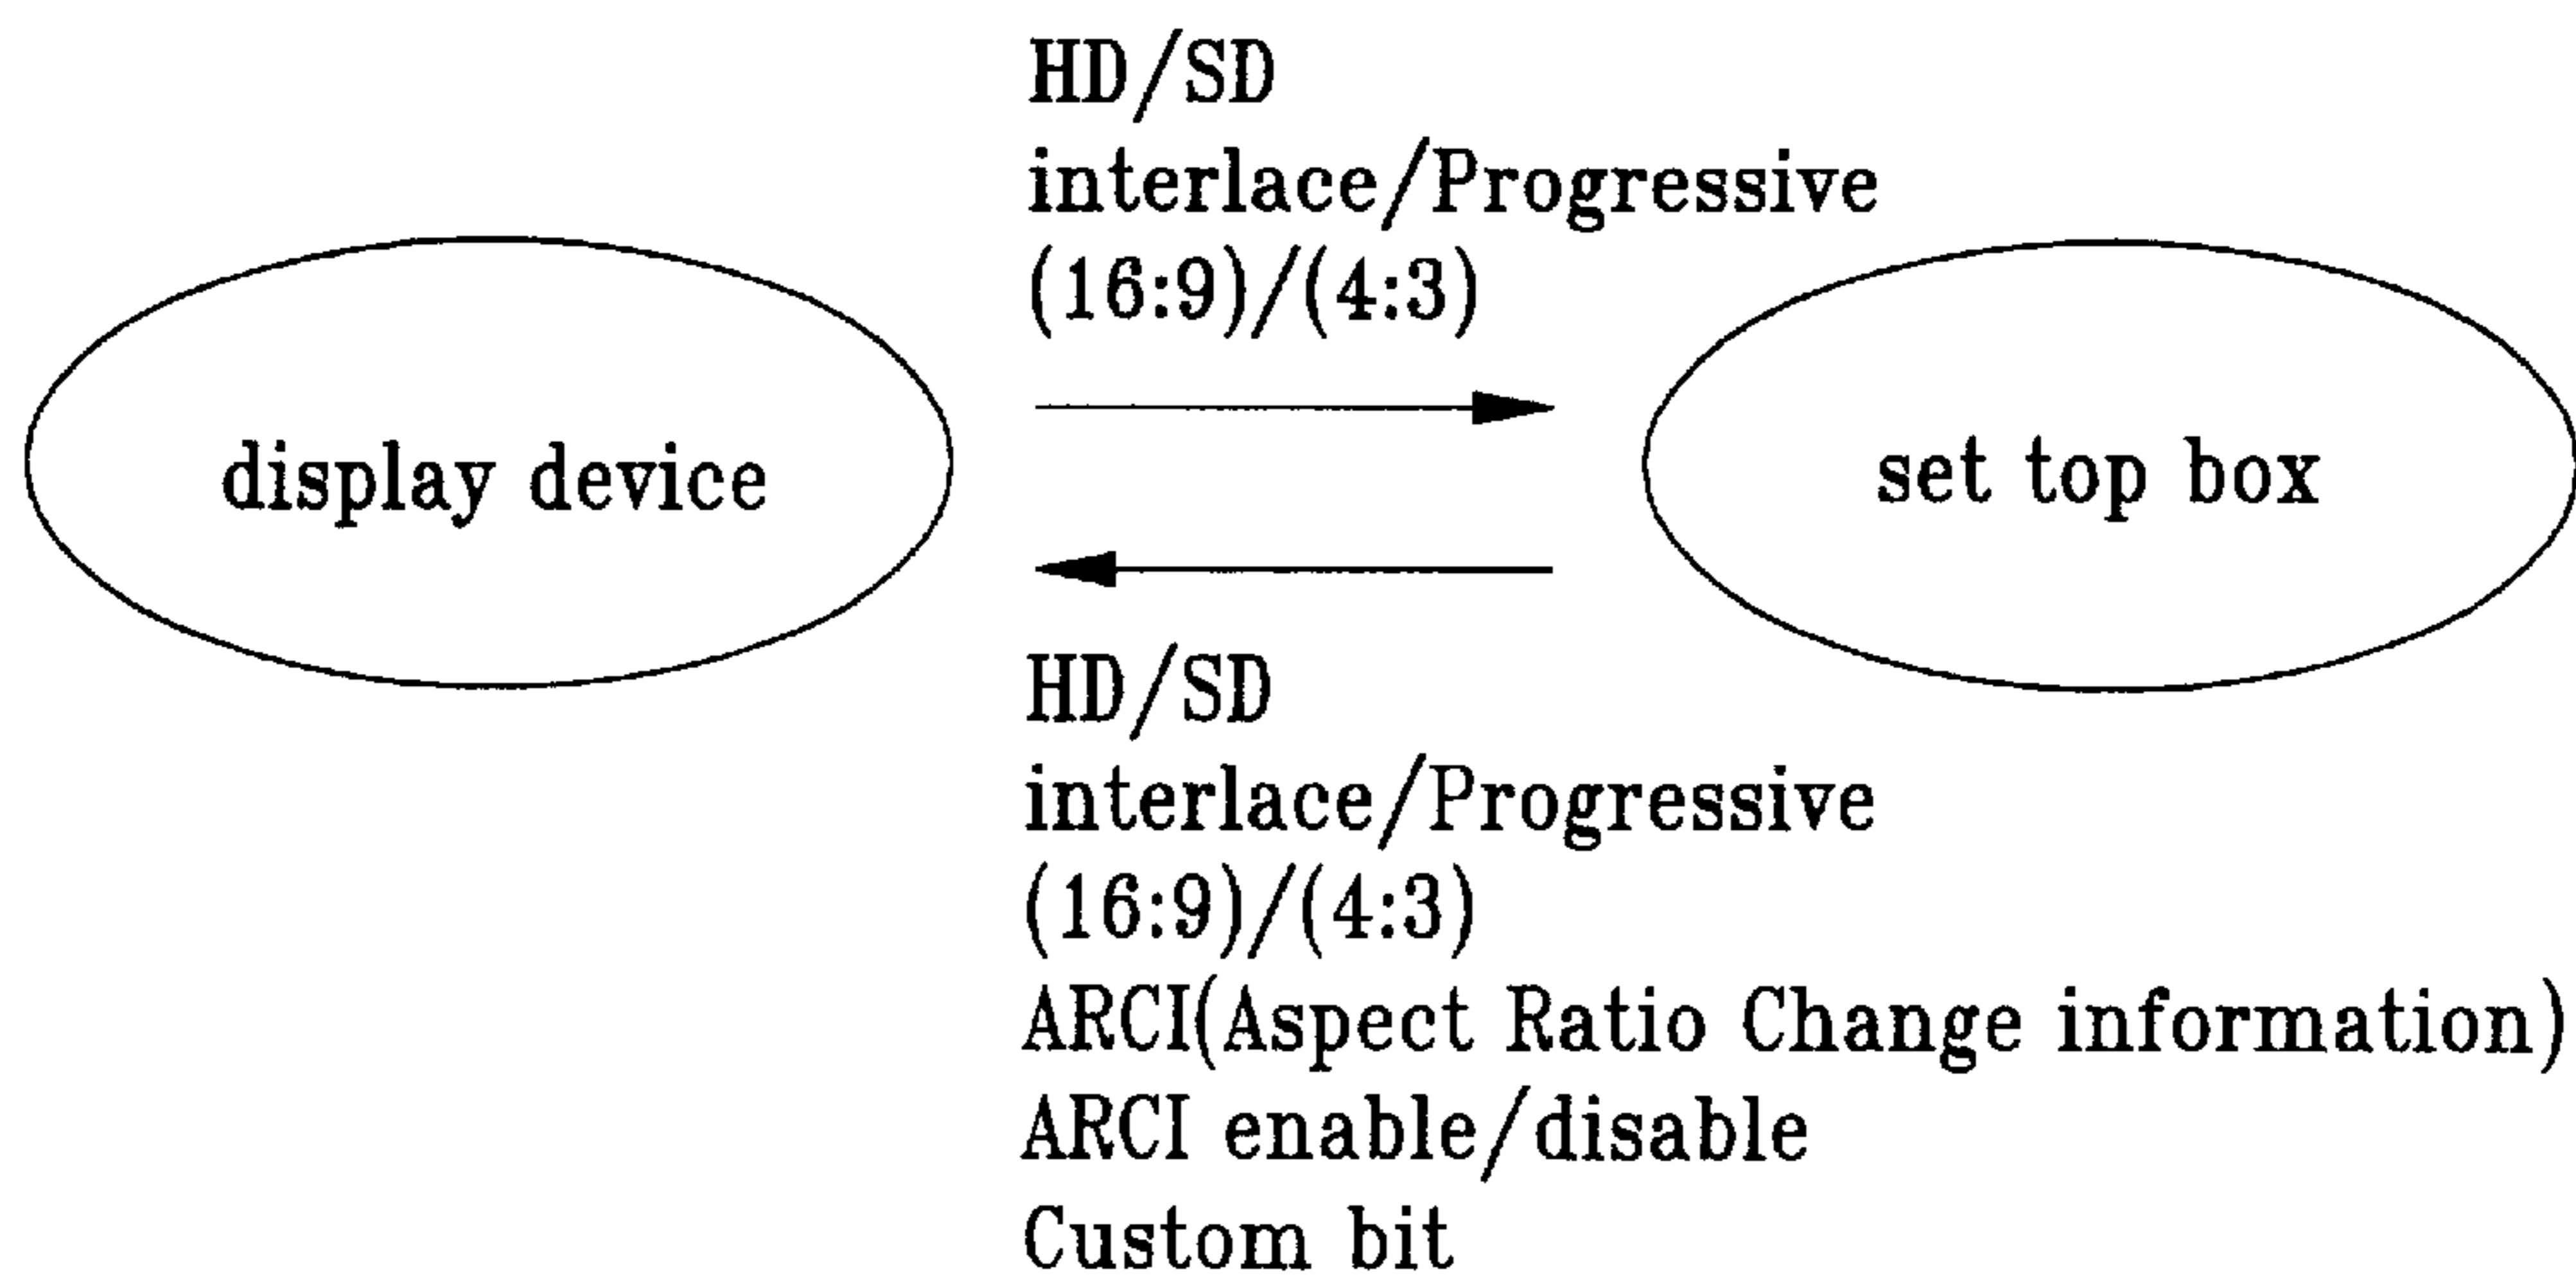 HD/SD
interlace/Progressive
(16:9)/(4:3)
display device
set top box
HD/SD
interlace/Progressive
(16:9)/(4:3)
ARCI(Aspect Ratio Change information)
ARCI enable/disable
Custom bit